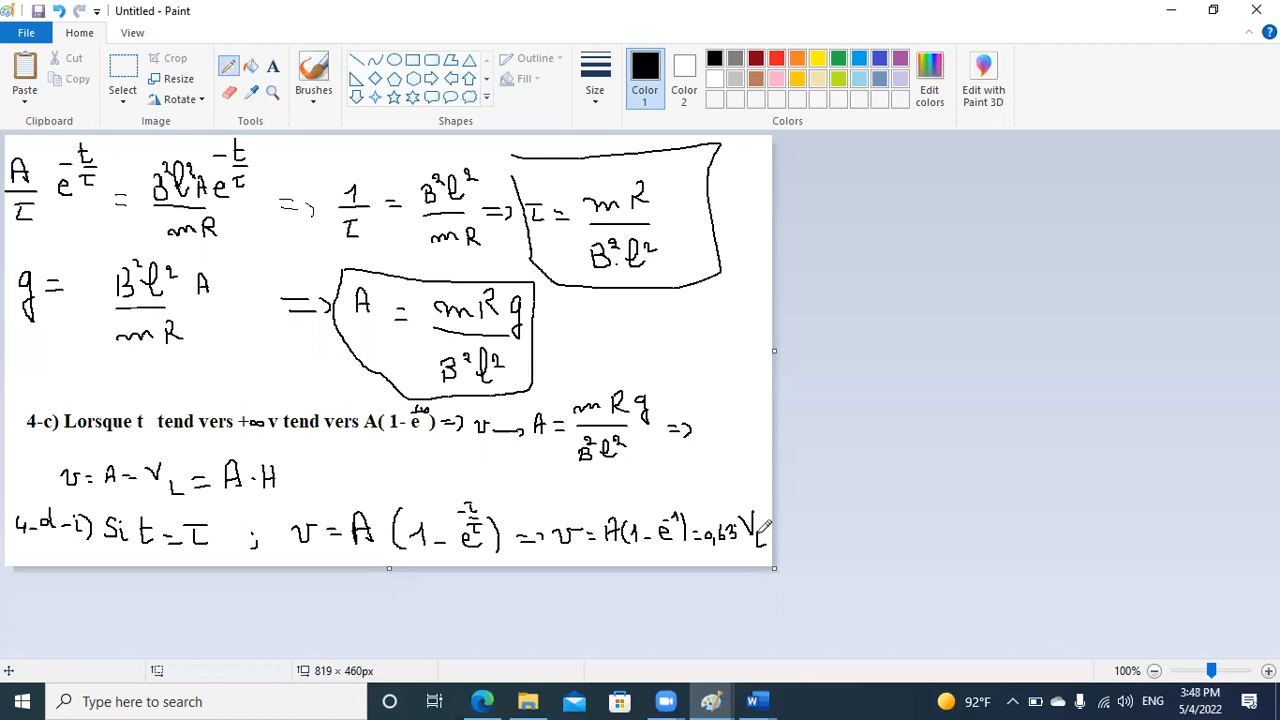 Untitled - Paint
File Home View
Paste Cut Copy Clipboard
Select Crop Resize Rotate Image
Tools
Brushes
Shapes Outline Fill
Size
Color 1 Color 2 Edit colors Colors
Edit with Paint 3D
A/τ e^(-t/τ) = B²l²A e^(-t/τ) / mR => 1/τ = B²l² / mR => τ = mR / B².l²
g = B²l² / mR A => A = mRg / B²l²
4-c) Lorsque t tend vers +∞ v tend vers A( 1- e^-∞) => v → A = mRg / B²l² =>
v = A = V_L = A.H
4-d-i) Si t = τ ; v = A (1 - e^(-τ/τ)) => v = A(1 - e^-1) = 0,63 V_L
819 × 460px 100%
Type here to search 92°F ENG 3:48 PM
5/4/2022